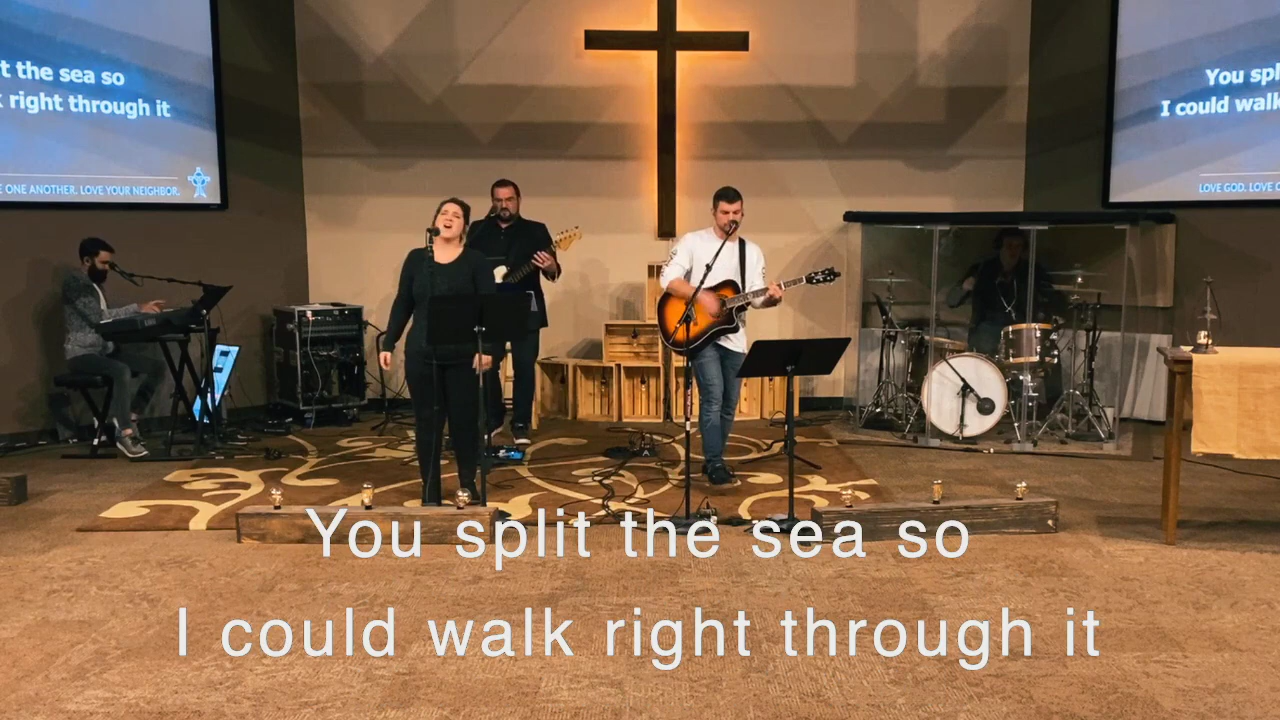 t the sea so
right through it
ONE ANOTHER. LOVE YOUR NEIGHBOR.
You spl
I could walk
LOVE GOD. LOVE
You split the sea so
I could walk right through it